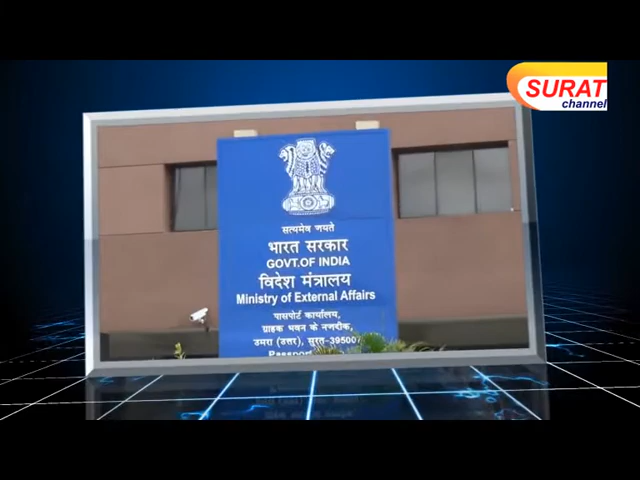 SURAT
channel
सत्यमेव जयते
भारत सरकार
GOVT.OF INDIA
विदेश मंत्रालय
Ministry of External Affairs
पासपोर्ट कार्यालय,
ग्राहक भवन के नजदीक,
उमरा (उत्तर), सुरत-395007